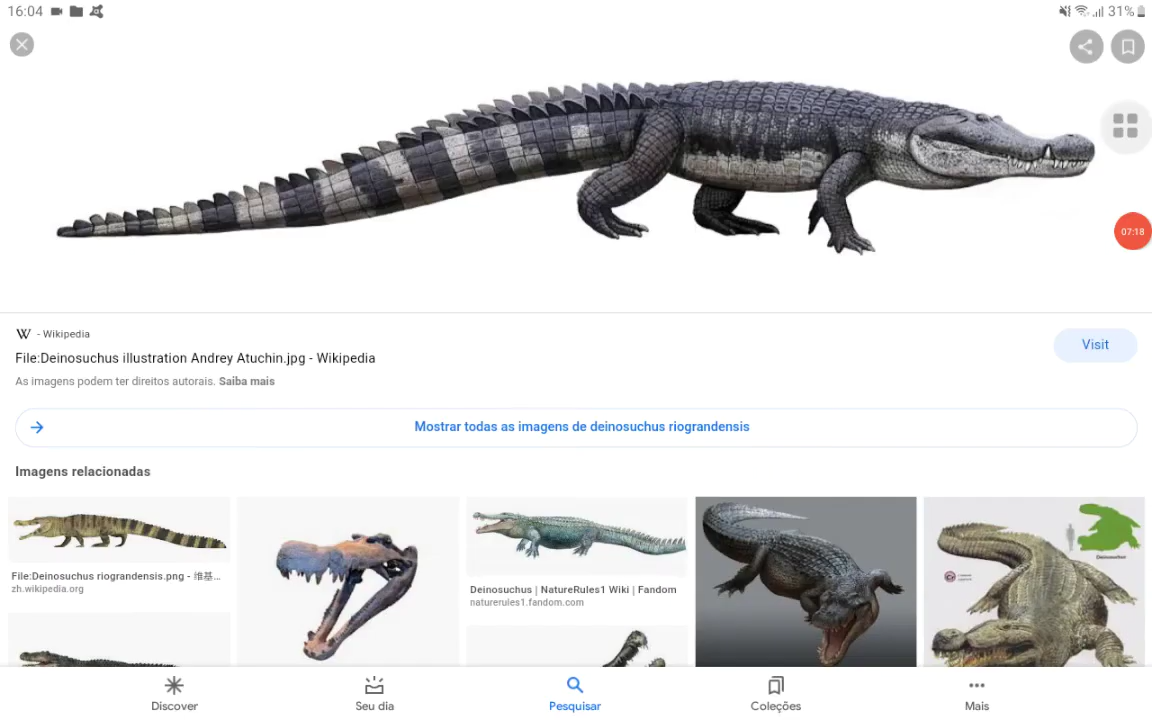 16:04
31%
07:18
W - Wikipedia
File:Deinosuchus illustration Andrey Atuchin.jpg - Wikipedia
Visit
As imagens podem ter direitos autorais. Saiba mais
Mostrar todas as imagens de deinosuchus riograndensis
Imagens relacionadas
Deinosuchus
File:Deinosuchus riograndensis.png - 维基...
zh.wikipedia.org
Deinosuchus | NatureRules1 Wiki | Fandom
naturerules1.fandom.com
Discover
Seu dia
Pesquisar
Coleções
Mais